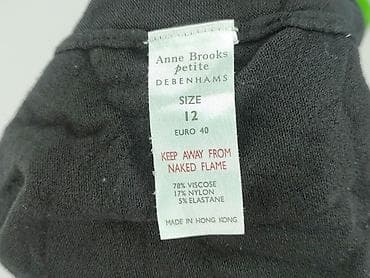 Anne Brooks
petite
DEBENHAMS
SIZE
12
EURO 40
KEEP AWAY FROM
NAKED FLAME
78% VISCOSE
17% NYLON
5% ELASTANE
MADE IN HONG KONG